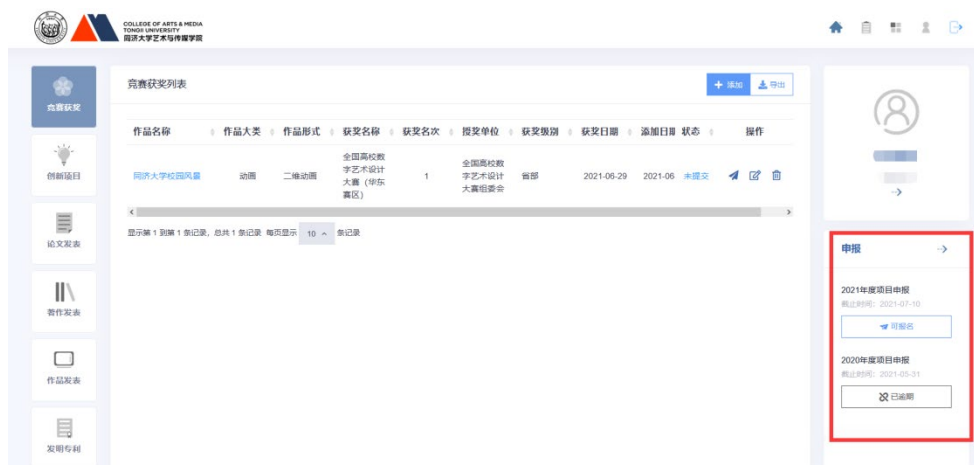 COLLEGE OF ARTS & MEDIA
TONGJI UNIVERSITY
同济大学艺术与传媒学院
竞赛获奖
创新项目
论文发表
著作发表
作品发表
发明专利
竞赛获奖列表
添加 导出
作品名称 作品大类 作品形式 获奖名称 获奖名次 授奖单位 获奖级别 获奖日期 添加日期 状态 操作
同济大学校园风景 动画 二维动画 全国高校数字艺术设计大赛（华东赛区） 1 全国高校数字艺术设计大赛组委会 省部 2021-06-29 2021-06 未提交
显示第 1 到第 1 条记录，总共 1 条记录 每页显示 10 条记录
申报
2021年度项目申报
截止时间：2021-07-10
可报名
2020年度项目申报
截止时间：2021-05-31
已逾期